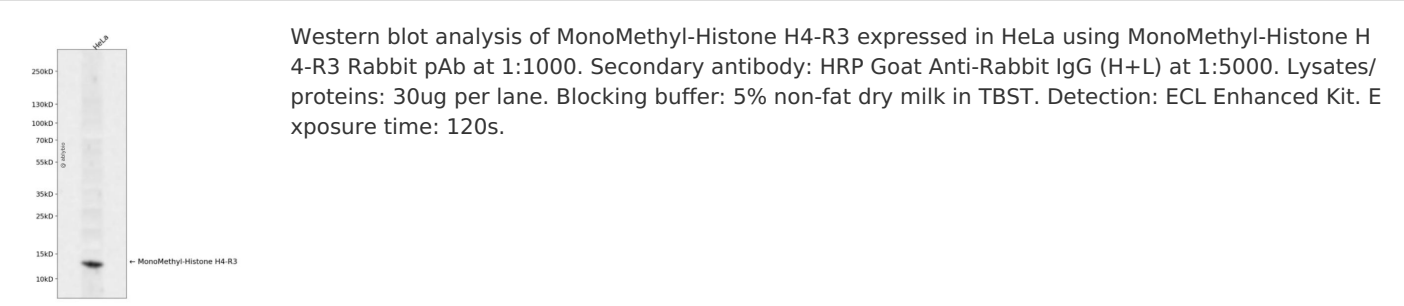 HeLa
Western blot analysis of MonoMethyl-Histone H4-R3 expressed in HeLa using MonoMethyl-Histone H
4-R3 Rabbit pAb at 1:1000. Secondary antibody: HRP Goat Anti-Rabbit IgG (H+L) at 1:5000. Lysates/
proteins: 30ug per lane. Blocking buffer: 5% non-fat dry milk in TBST. Detection: ECL Enhanced Kit. E
xposure time: 120s.
250kD
130kD
100kD
70kD
55kD
35kD
25kD
15kD
← MonoMethyl-Histone H4-R3
10kD